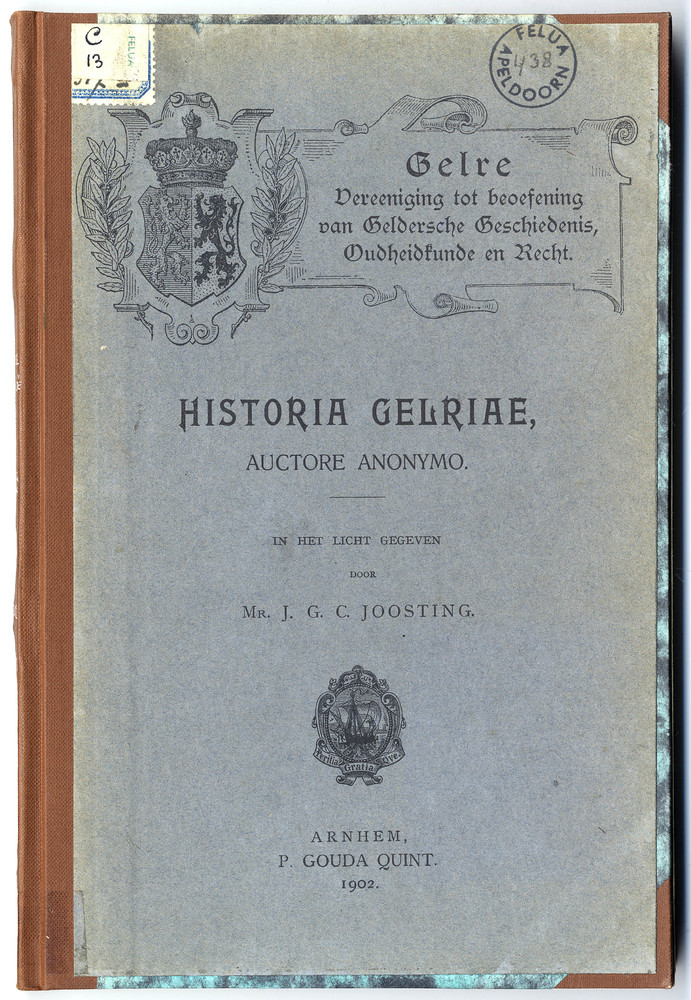 C
13
FELUA
FELUA
438
APELDOORN
Gelre
Vereeniging tot beoefening
van Geldersche Geschiedenis,
Oudheidkunde en Recht.
HISTORIA GELRIAE,
AUCTORE ANONYMO.
IN HET LICHT GEGEVEN
DOOR
MR. J. G. C. JOOSTING.
Gratia Que
ARNHEM,
P. GOUDA QUINT.
1902.